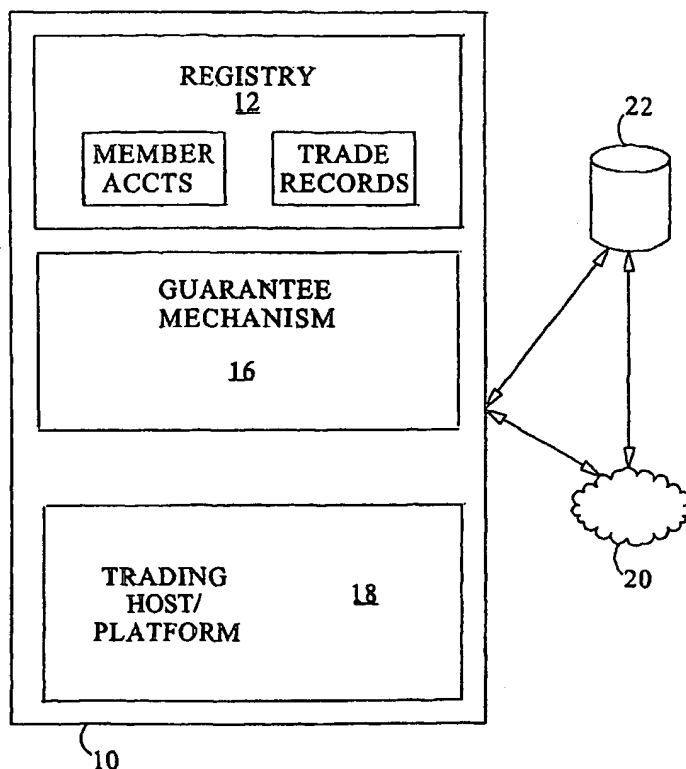 REGISTRY
12
MEMBER
ACCTS
TRADE
RECORDS
22
GUARANTEE
MECHANISM
16
TRADING
HOST/
PLATFORM
18
20
10